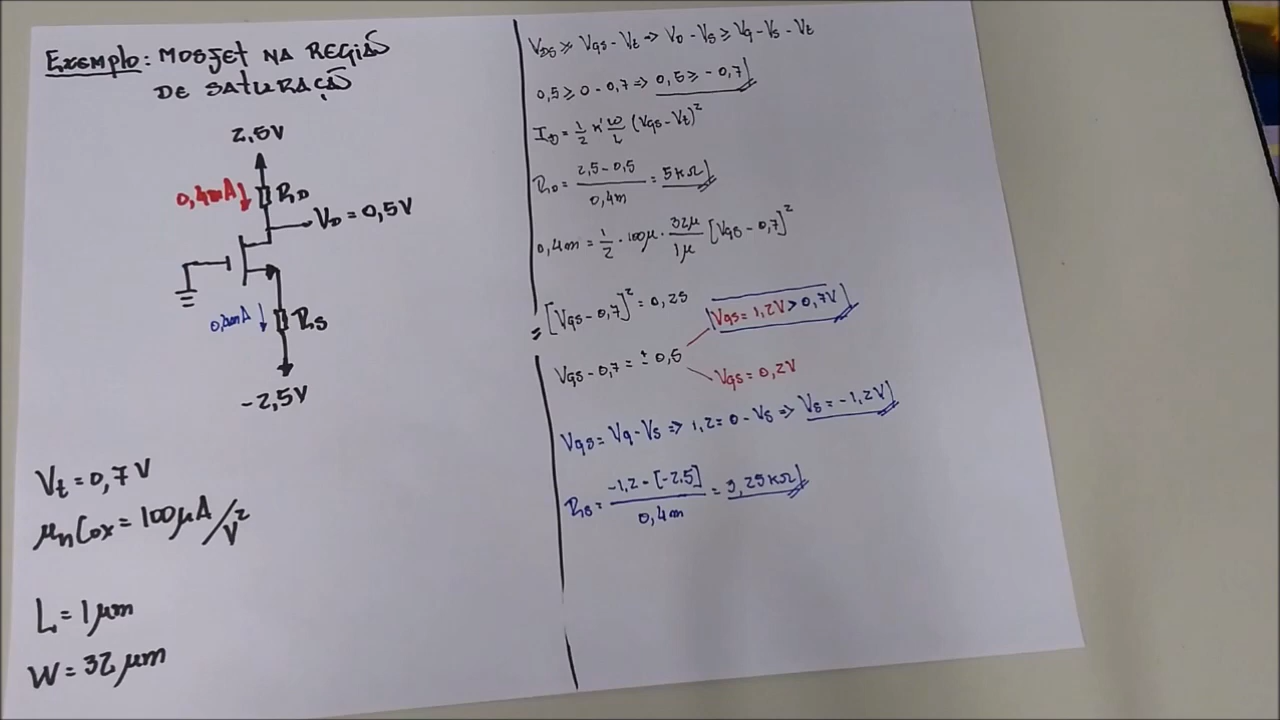 Exemplo: MOSFET NA REGIÃO
DE SATURAÇÃO
2,5V
0,4mA RD
VD = 0,5V
0,4mA RS
-2,5V
Vt = 0,7V
μnCox = 100μA/V²
L = 1μm
W = 32μm
VDS ≥ VGS - Vt ⇒ VD - VS ≥ VG - VS - Vt
0,5 ≥ 0 - 0,7 ⇒ 0,5 ≥ -0,7
ID = 1/2 K' W/L (VGS - Vt)²
RD = (2,5 - 0,5)/0,4m = 5KΩ
0,4m = 1/2 · 100μ · 32μ/1μ [VGS - 0,7]²
= [VGS - 0,7]² = 0,25
VGS - 0,7 = ± 0,5
VGS = 1,2V > 0,7V
VGS = 0,2V
VGS = VG - VS ⇒ 1,2 = 0 - VS ⇒ VS = -1,2V
RS = (-1,2 - [-2.5])/0,4m = 3,25KΩ